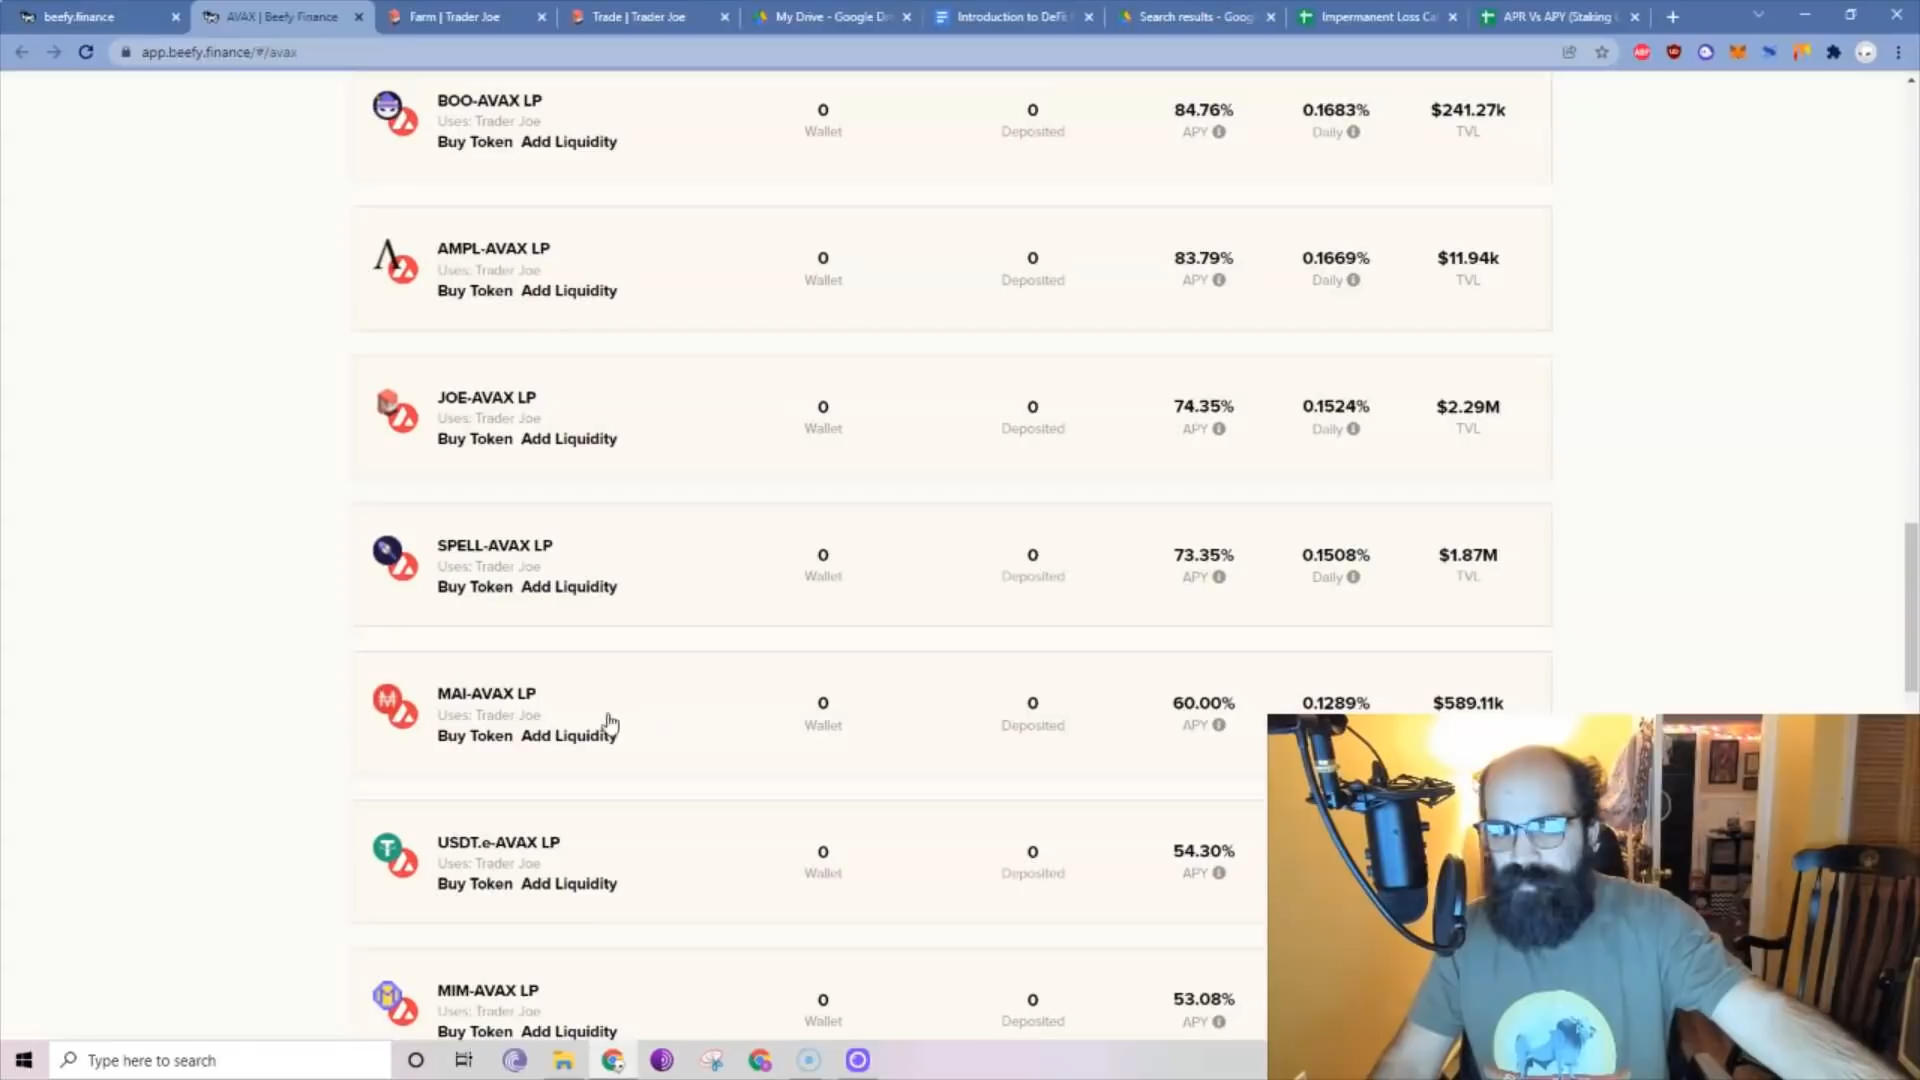 beefy.finance
AVAX | Beefy Finance
Farm | Trader Joe
Trade | Trader Joe
My Drive - Google Dr
Introduction to DeFi
Search results - Goog
Impermanent Loss Ca
APR Vs APY (Staking
app.beefy.finance/#/avax
BOO-AVAX LP
Uses: Trader Joe
Buy Token Add Liquidity
0
Wallet
0
Deposited
84.76%
APY
0.1683%
Daily
$241.27k
TVL
AMPL-AVAX LP
Uses: Trader Joe
Buy Token Add Liquidity
0
Wallet
0
Deposited
83.79%
APY
0.1669%
Daily
$11.94k
TVL
JOE-AVAX LP
Uses: Trader Joe
Buy Token Add Liquidity
0
Wallet
0
Deposited
74.35%
APY
0.1524%
Daily
$2.29M
TVL
SPELL-AVAX LP
Uses: Trader Joe
Buy Token Add Liquidity
0
Wallet
0
Deposited
73.35%
APY
0.1508%
Daily
$1.87M
TVL
MAI-AVAX LP
Uses: Trader Joe
Buy Token Add Liquidity
0
Wallet
0
Deposited
60.00%
APY
0.1289%
$589.11k
USDT.e-AVAX LP
Uses: Trader Joe
Buy Token Add Liquidity
0
Wallet
0
Deposited
54.30%
APY
MIM-AVAX LP
Uses: Trader Joe
Buy Token Add Liquidity
0
Wallet
0
Deposited
53.08%
APY
Type here to search